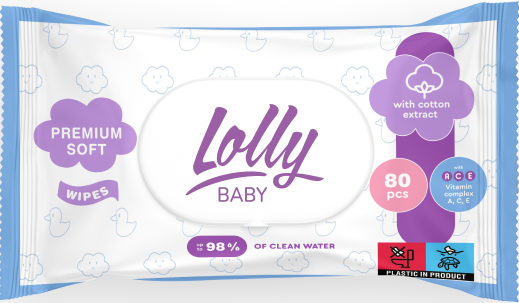 PREMIUM
SOFT
WIPES
Lolly
BABY
with cotton
extract
80
pcs
with
A C E
Vitamin
complex
A, C, E
UP TO 98% OF CLEAN WATER
PLASTIC IN PRODUCT